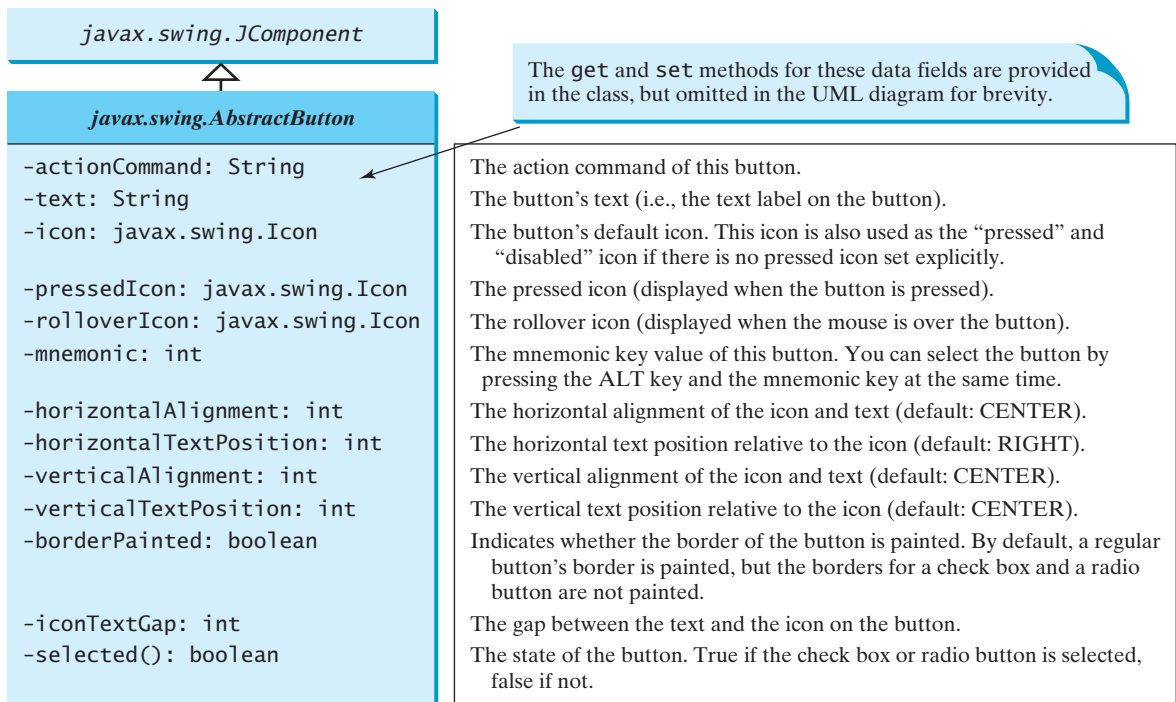 javax.swing.JComponent
The get and set methods for these data fields are provided
in the class, but omitted in the UML diagram for brevity.
javax.swing.AbstractButton
-actionCommand: String
The action command of this button.
-text: String
The button's text (i.e., the text label on the button).
-icon: javax.swing.Icon
The button's default icon. This icon is also used as the “pressed” and
“disabled” icon if there is no pressed icon set explicitly.
-pressedIcon: javax.swing.Icon
The pressed icon (displayed when the button is pressed).
-rolloverIcon: javax.swing.Icon
The rollover icon (displayed when the mouse is over the button).
-mnemonic: int
The mnemonic key value of this button. You can select the button by
pressing the ALT key and the mnemonic key at the same time.
-horizontalAlignment: int
The horizontal alignment of the icon and text (default: CENTER).
-horizontalTextPosition: int
The horizontal text position relative to the icon (default: RIGHT).
-verticalAlignment: int
The vertical alignment of the icon and text (default: CENTER).
-verticalTextPosition: int
The vertical text position relative to the icon (default: CENTER).
-borderPainted: boolean
Indicates whether the border of the button is painted. By default, a regular
button's border is painted, but the borders for a check box and a radio
button are not painted.
-iconTextGap: int
The gap between the text and the icon on the button.
-selected(): boolean
The state of the button. True if the check box or radio button is selected,
false if not.